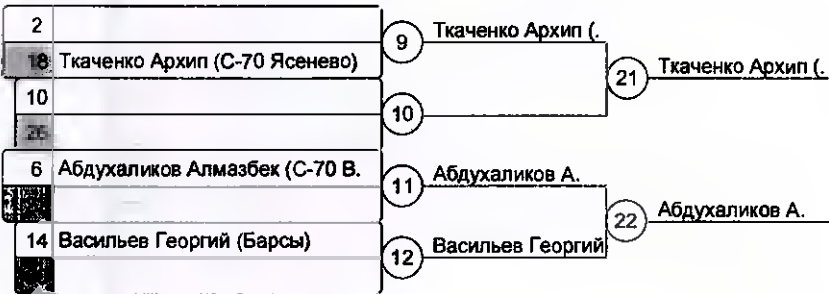 2
18 Ткаченко Архип (С-70 Ясенево)
9 Ткаченко Архип (.
21 Ткаченко Архип (.
10
26
10
6 Абдухаликов Алмазбек (С-70 В.
11 Абдухаликов А.
22 Абдухаликов А.
14 Васильев Георгий (Барсы)
12 Васильев Георгий